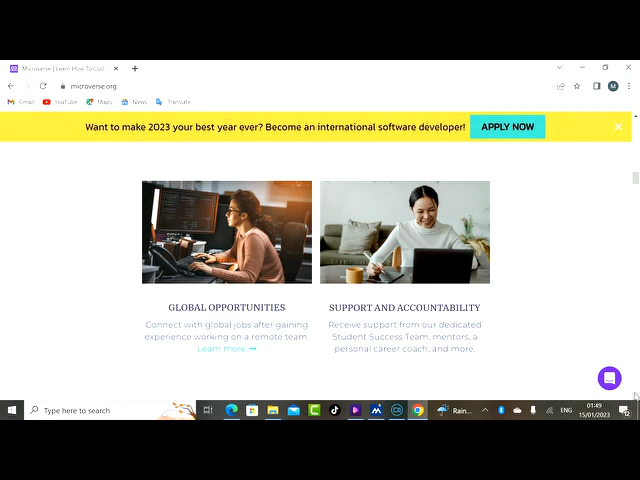 Microverse | Learn How To Cod
microverse.org
Gmail YouTube Maps News Translate
Want to make 2023 your best year ever? Become an international software developer! APPLY NOW
GLOBAL OPPORTUNITIES
Connect with global jobs after gaining
experience working on a remote team.
Learn more →
SUPPORT AND ACCOUNTABILITY
Receive support from our dedicated
Student Success Team, mentors, a
personal career coach, and more.
Type here to search
Rain...
ENG
01:49
15/01/2023
12